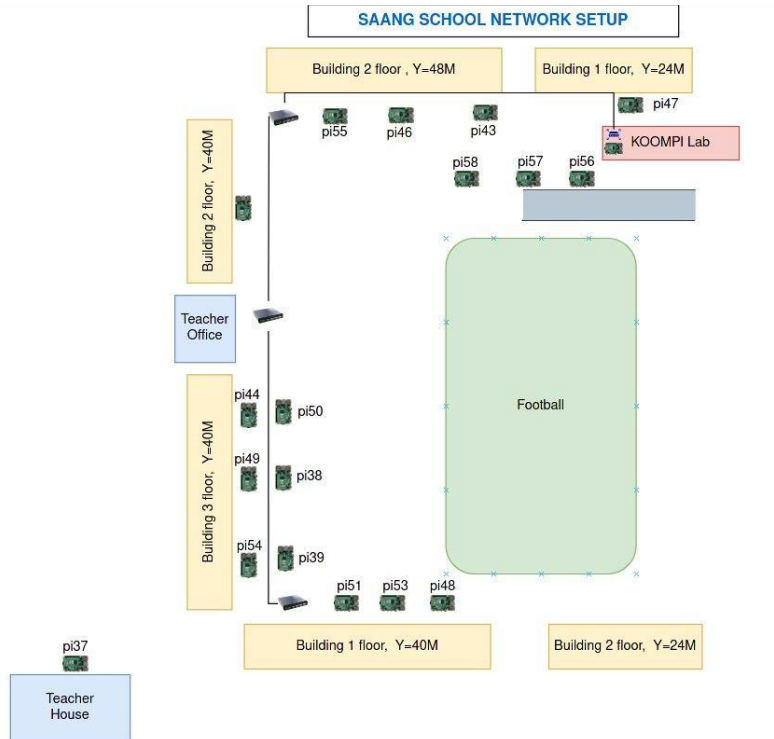 SAANG SCHOOL NETWORK SETUP
Building 2 floor , Y=48M
Building 1 floor,  Y=24M
pi47
pi55
pi46
pi43
KOOMPI Lab
pi58
pi57
pi56
Building 2 floor,  Y=40M
Teacher
Office
pi44
pi50
Football
pi49
pi38
Building 3 floor,  Y=40M
pi54
pi39
pi51
pi53
pi48
Building 1 floor,  Y=40M
Building 2 floor,  Y=24M
pi37
Teacher
House